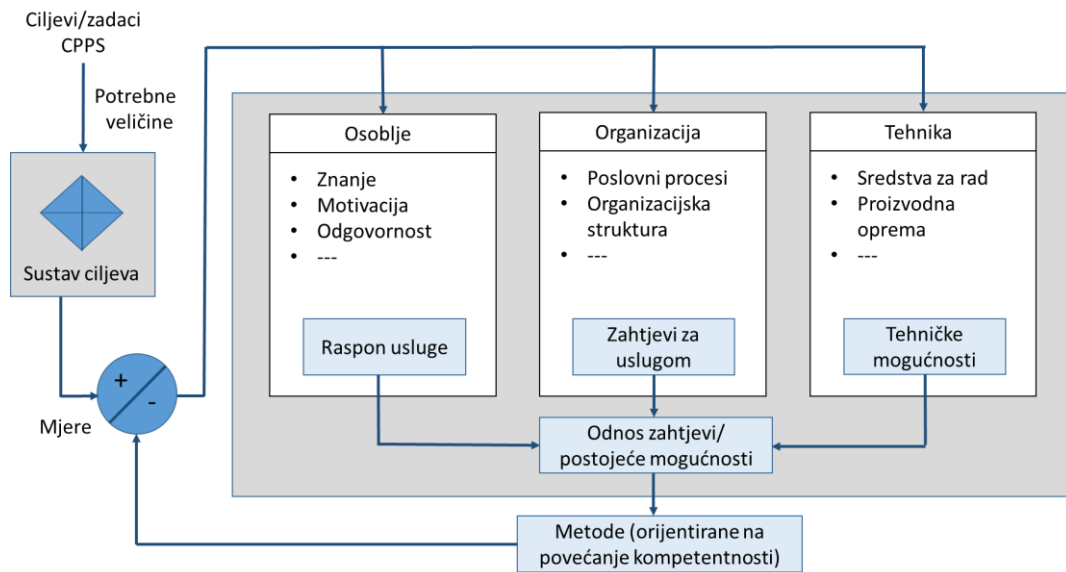 Ciljevi/zadaci
CPPS
Potrebne
veličine
Sustav ciljeva
+
-
Mjere
Osoblje
• Znanje
• Motivacija
• Odgovornost
• ---
Raspon usluge
Organizacija
• Poslovni procesi
• Organizacijska
struktura
• ---
Zahtjevi za
uslugom
Tehnika
• Sredstva za rad
• Proizvodna
oprema
• ---
Tehničke
mogućnosti
Odnos zahtjevi/
postojeće mogućnosti
Metode (orijentirane na
povećanje kompetentnosti)